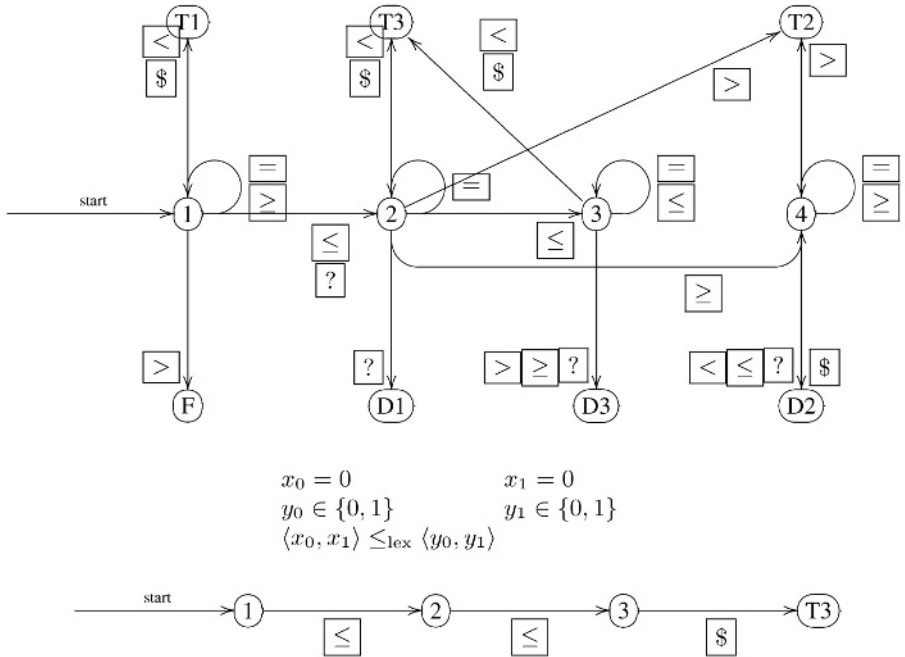 T1 T3 T2
< < <
$ $ $ > >
= = = =
start 1 ≥ 2 3 ≤ 4 ≥
≤ ≤
? ≥
> ? > ≥ ? < ≤ ? $
F D1 D3 D2
x₀ = 0 x₁ = 0
y₀ ∈ {0, 1} y₁ ∈ {0, 1}
⟨x₀, x₁⟩ ≤lex ⟨y₀, y₁⟩
start 1 2 3 T3
≤ ≤ $